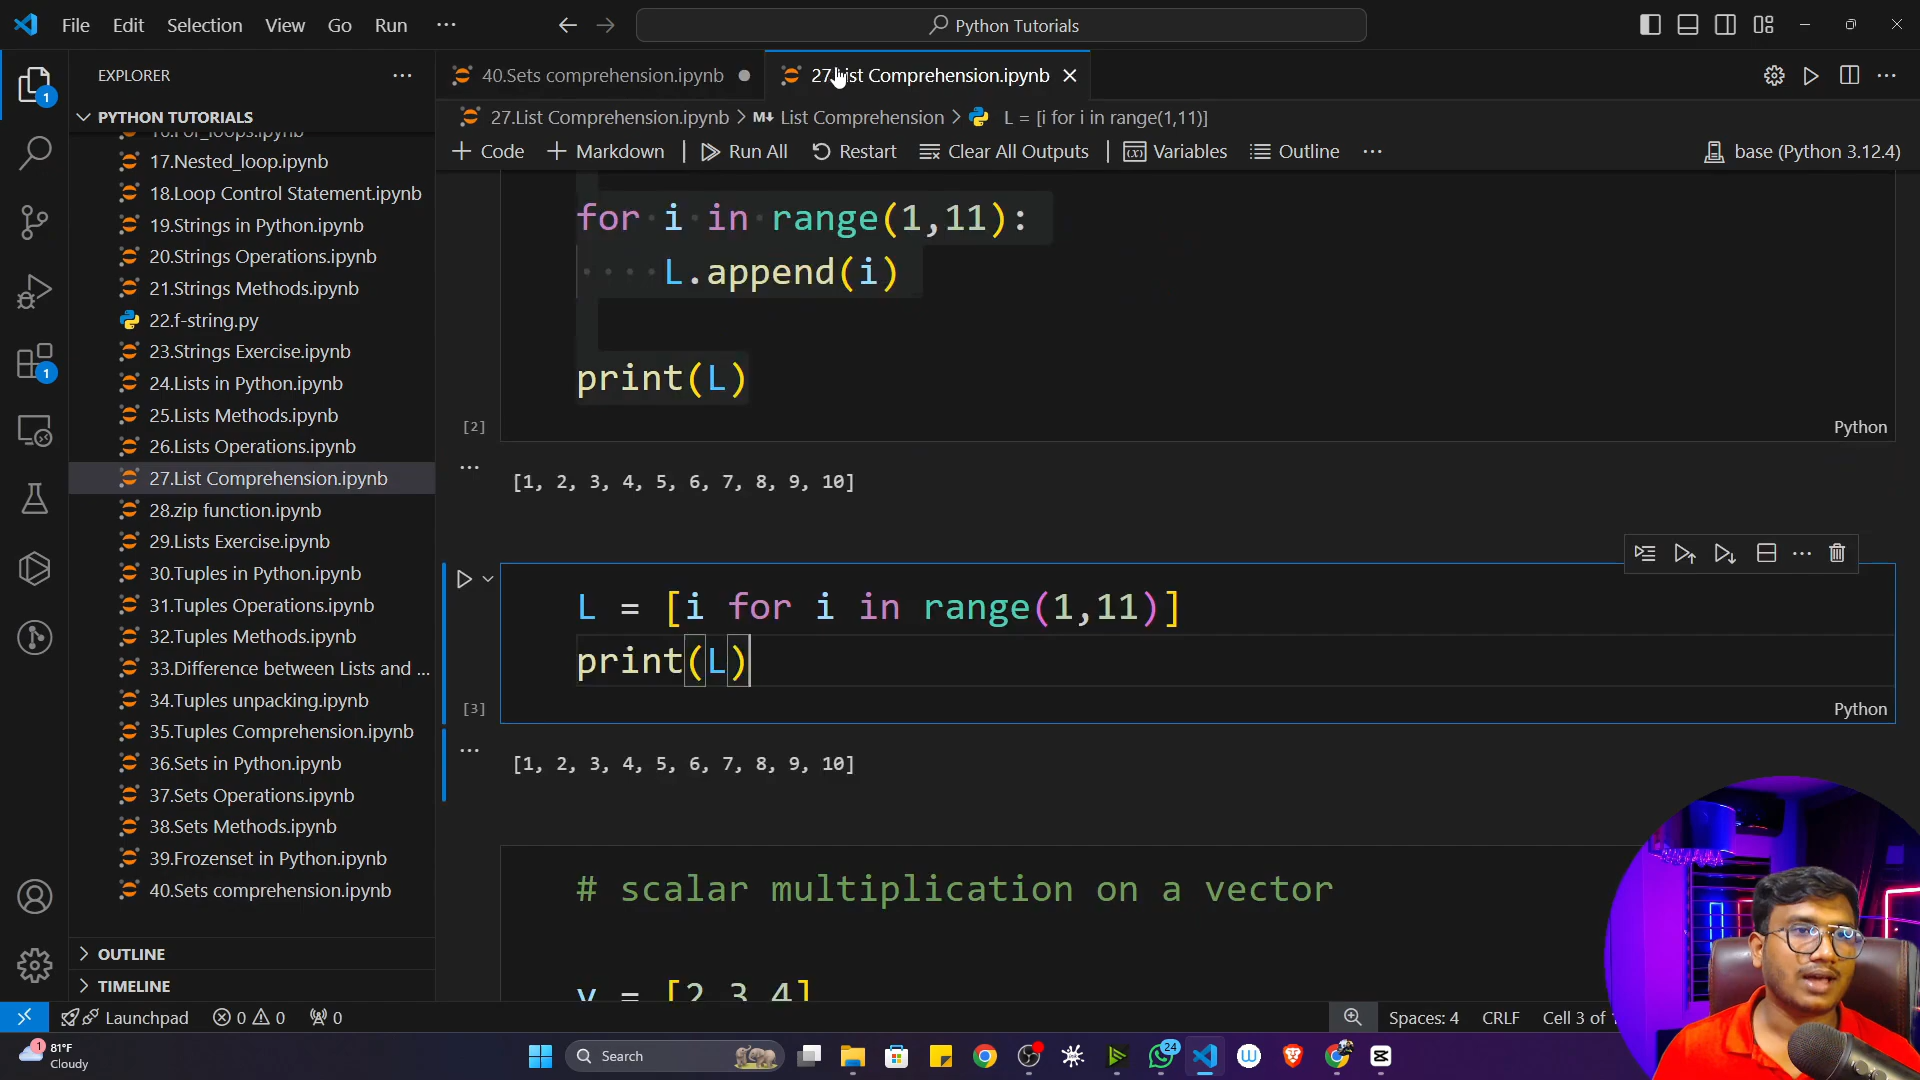 File Edit Selection View Go Run ...
Python Tutorials
EXPLORER
40.Sets comprehension.ipynb
27.List Comprehension.ipynb
PYTHON TUTORIALS
27.List Comprehension.ipynb > M↓ List Comprehension > L = [i for i in range(1,11)]
Code Markdown Run All Restart Clear All Outputs Variables Outline ... base (Python 3.12.4)
16.For_loops.ipynb
17.Nested_loop.ipynb
18.Loop Control Statement.ipynb
19.Strings in Python.ipynb
20.Strings Operations.ipynb
21.Strings Methods.ipynb
22.f-string.py
23.Strings Exercise.ipynb
24.Lists in Python.ipynb
25.Lists Methods.ipynb
26.Lists Operations.ipynb
27.List Comprehension.ipynb
28.zip function.ipynb
29.Lists Exercise.ipynb
30.Tuples in Python.ipynb
31.Tuples Operations.ipynb
32.Tuples Methods.ipynb
33.Difference between Lists and ...
34.Tuples unpacking.ipynb
35.Tuples Comprehension.ipynb
36.Sets in Python.ipynb
37.Sets Operations.ipynb
38.Sets Methods.ipynb
39.Frozenset in Python.ipynb
40.Sets comprehension.ipynb
OUTLINE
TIMELINE
for i in range(1,11):
L.append(i)
print(L)
[2]
Python
[1, 2, 3, 4, 5, 6, 7, 8, 9, 10]
L = [i for i in range(1,11)]
print(L)
[3]
Python
[1, 2, 3, 4, 5, 6, 7, 8, 9, 10]
# scalar multiplication on a vector
v = [2,3,4]
Launchpad 0 0 0
Spaces: 4 CRLF Cell 3 of
1
1
1
81°F
Cloudy
Search
24